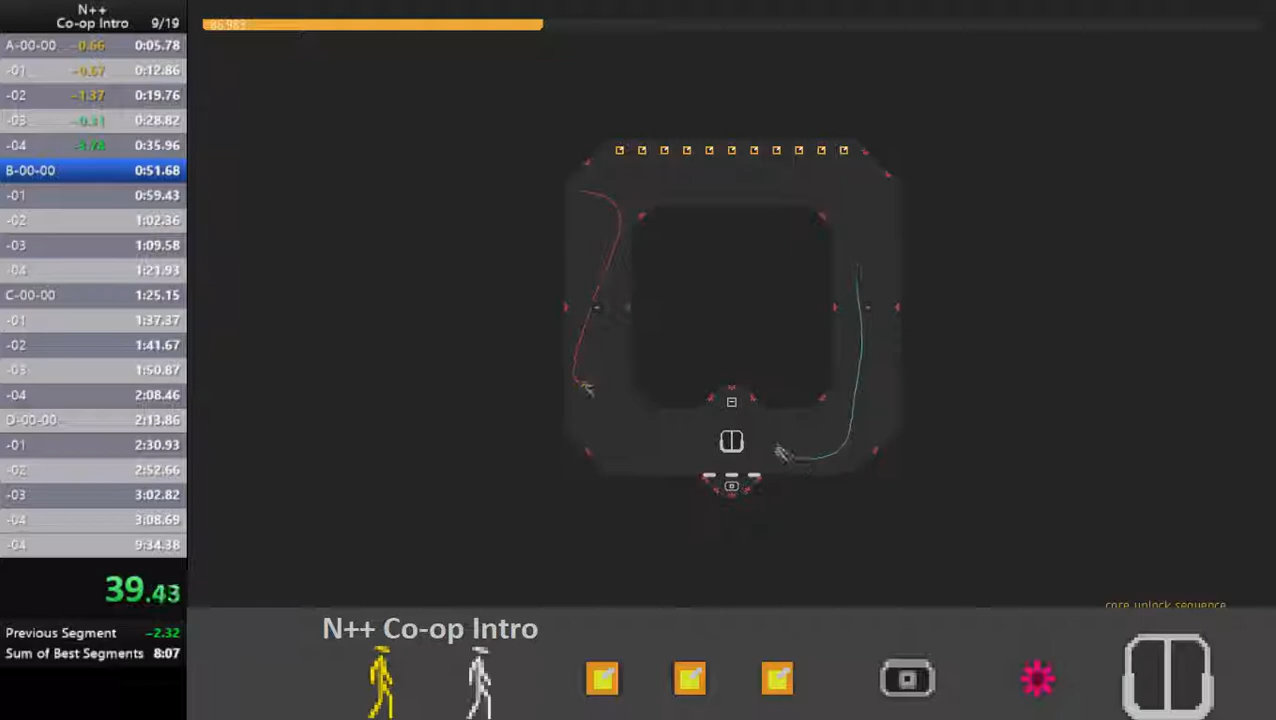 N++
Co-op Intro 9/19
A-00-00 -0.66 0:05.78
-01 -0.67 0:12.86
-02 -1.37 0:19.76
-03 -0.31 0:28.82
-04 0:35.96
B-00-00 0:51.68
-01 0:59.43
-02 1:02.36
-03 1:09.58
-04 1:21.93
C-00-00 1:25.15
-01 1:37.37
-02 1:41.67
-03 1:50.87
-04 2:08.46
D-00-00 2:13.86
-01 2:30.93
-02 2:52.66
-03 3:02.82
-04 3:08.69
-04 9:34.38
39.43
Previous Segment -2.32
Sum of Best Segments 8:07
core unlock sequence
N++ Co-op Intro